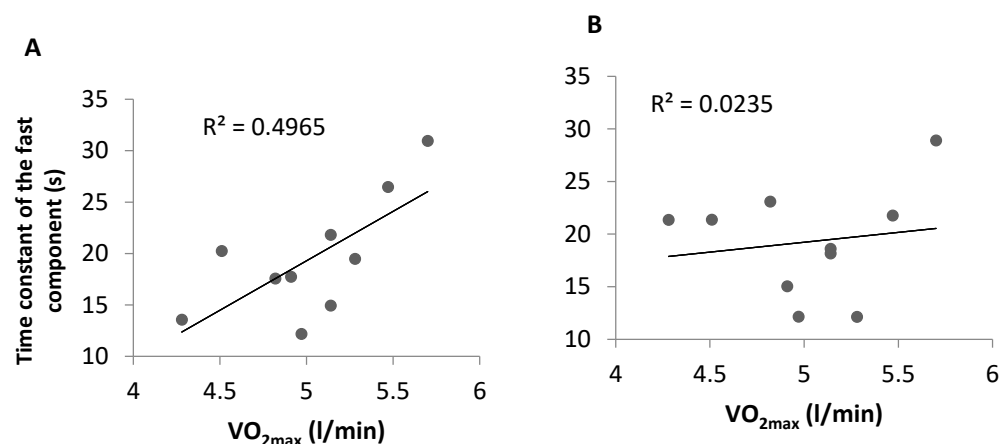 A
R² = 0.4965
Time constant of the fast
component (s)
35
30
25
20
15
10
4
4.5
5
5.5
6
VO₂max (l/min)
B
R² = 0.0235
35
30
25
20
15
10
4
4.5
5
5.5
6
VO₂max (l/min)